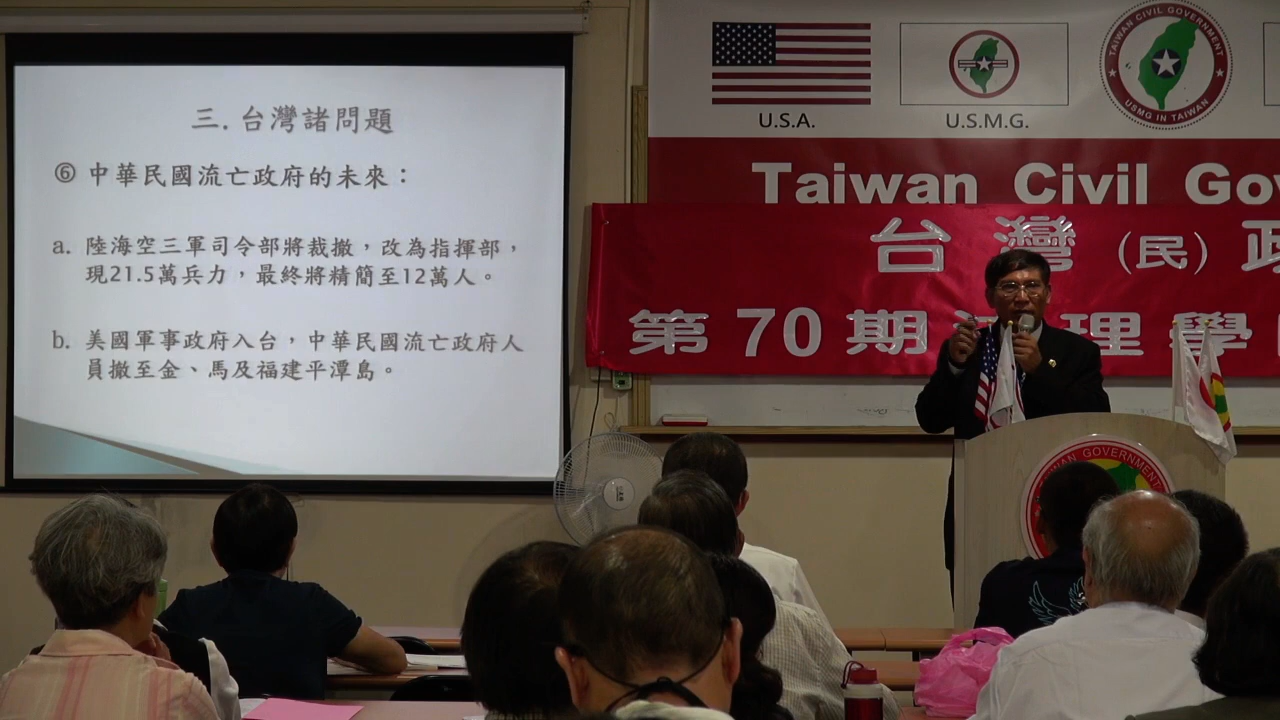 三. 台灣諸問題
⑥ 中華民國流亡政府的未來：
a. 陸海空三軍司令部將裁撤，改為指揮部，
現21.5萬兵力，最終將精簡至12萬人。
b. 美國軍事政府入台，中華民國流亡政府人
員撤至金、馬及福建平潭島。
U.S.A.
U.S.M.G.
TAIWAN CIVIL GOVERNMENT
USMG IN TAIWAN
Taiwan Civil Go
台灣(民)政
第70期 理學
GOVERNMENT